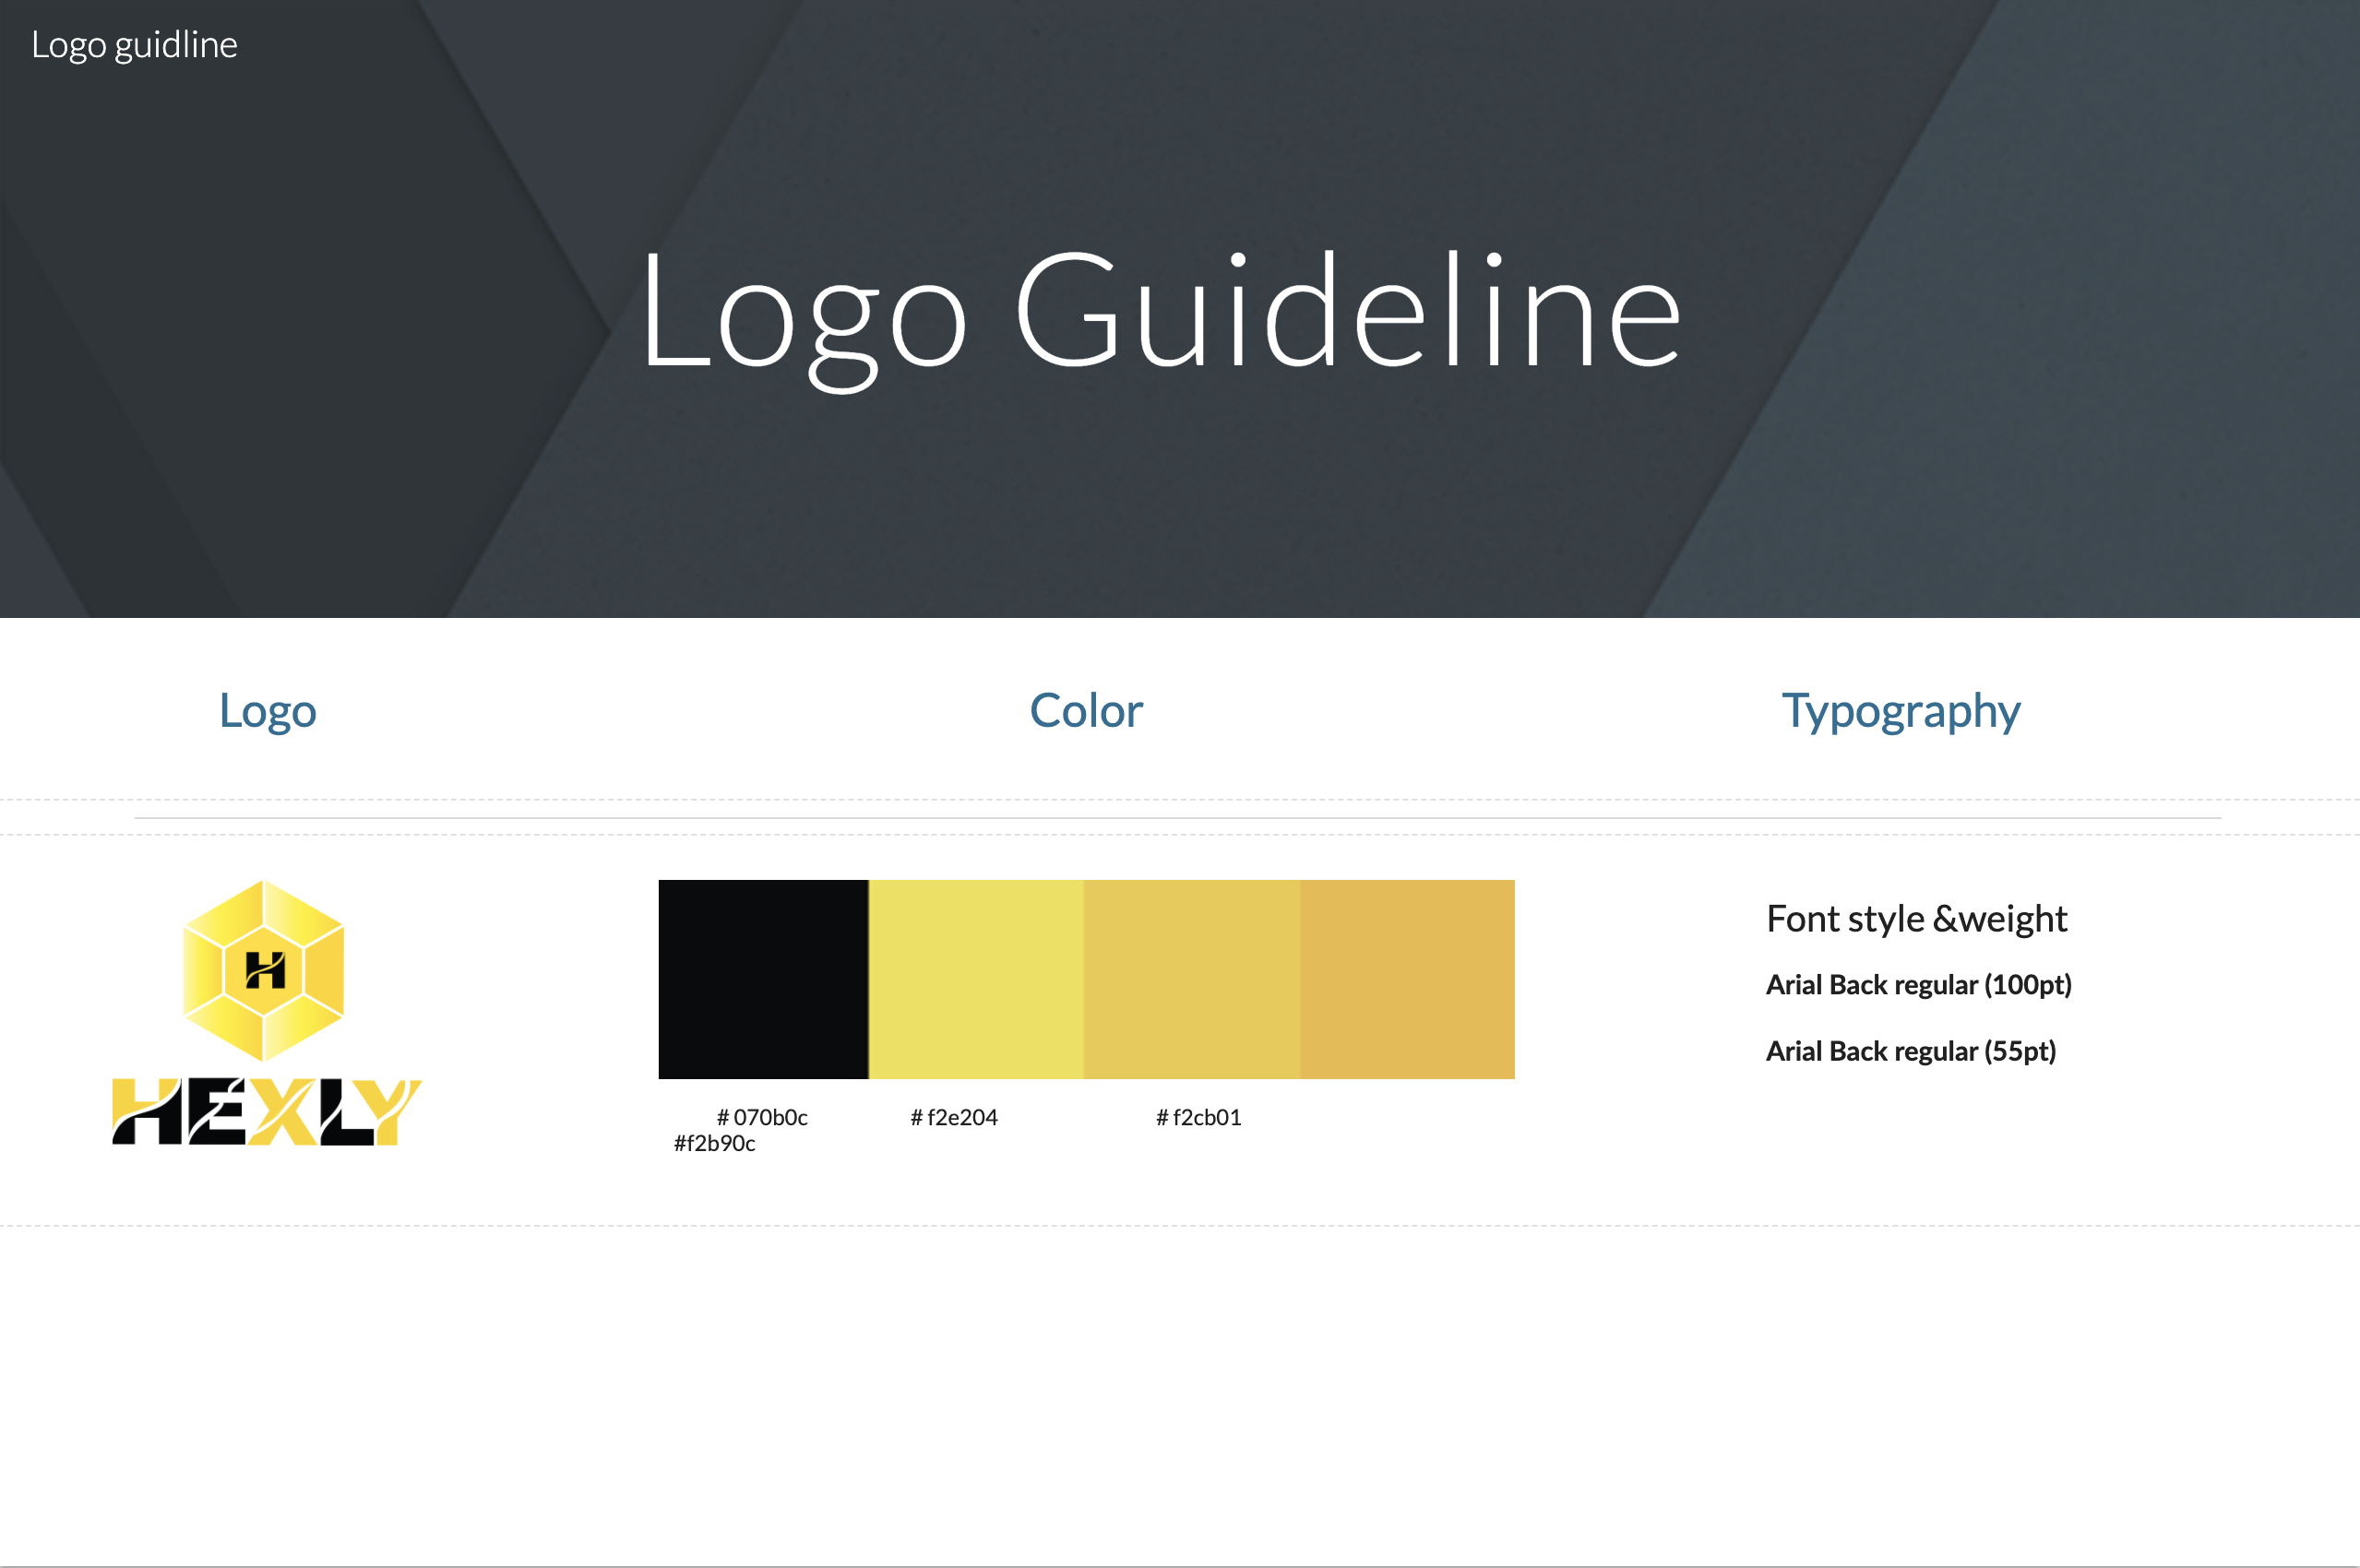 Logo guidline
Logo Guideline
Logo
Color
Typography
H
HEXLY
# 070b0c # f2e204 # f2cb01
#f2b90c
Font style &weight
Arial Back regular (100pt)
Arial Back regular (55pt)